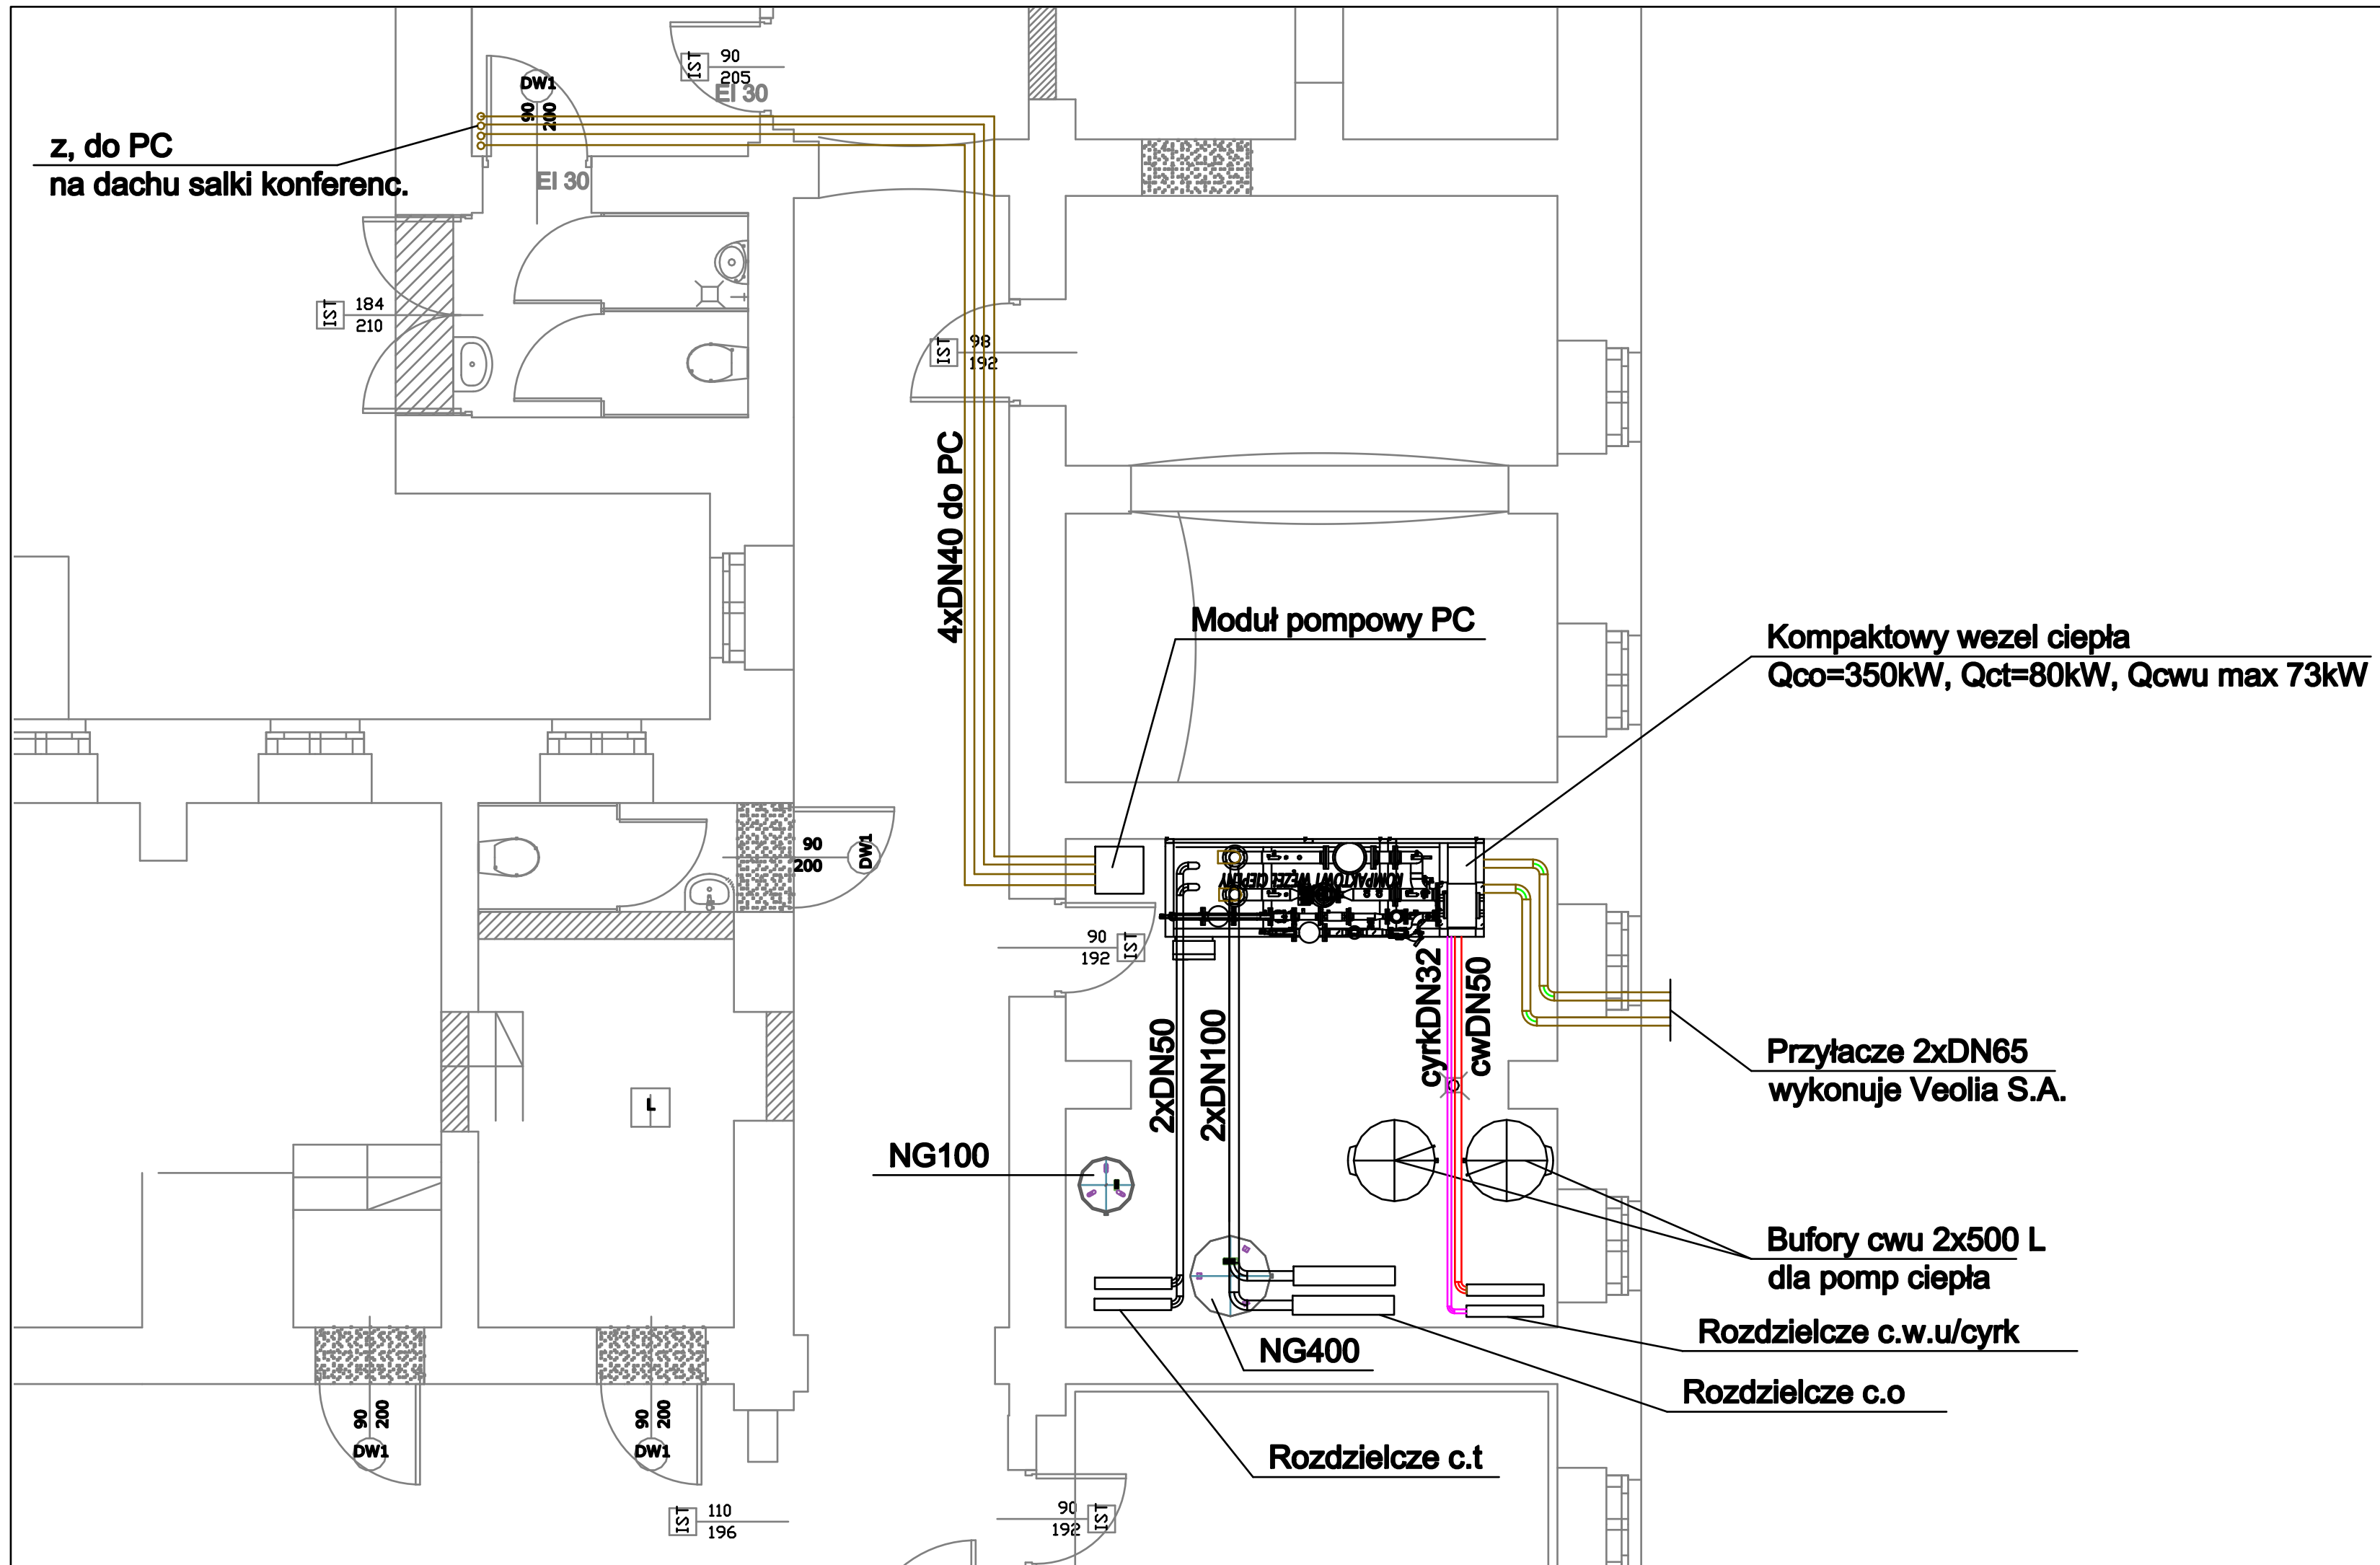 90
205
IST
EI 30
DW1
90
200
z, do PC
na dachu salki konferenc.
EI 30
IST
184
210
IST
98
192
4xDN40 do PC
Moduł pompowy PC
Kompaktowy wezel ciepła
Qco=350kW, Qct=80kW, Qcwu max 73kW
90
200
DW1
KOMPAKTOWY WĘZEŁ CIEPLNY
90
192
IST
cyrkDN32
cwDN50
2xDN50
2xDN100
Przyłacze 2xDN65
wykonuje Veolia S.A.
L
NG100
Bufory cwu 2x500 L
dla pomp ciepła
Rozdzielcze c.w.u/cyrk
NG400
Rozdzielcze c.o
90
200
DW1
90
200
DW1
Rozdzielcze c.t
IST
110
196
90
192
IST